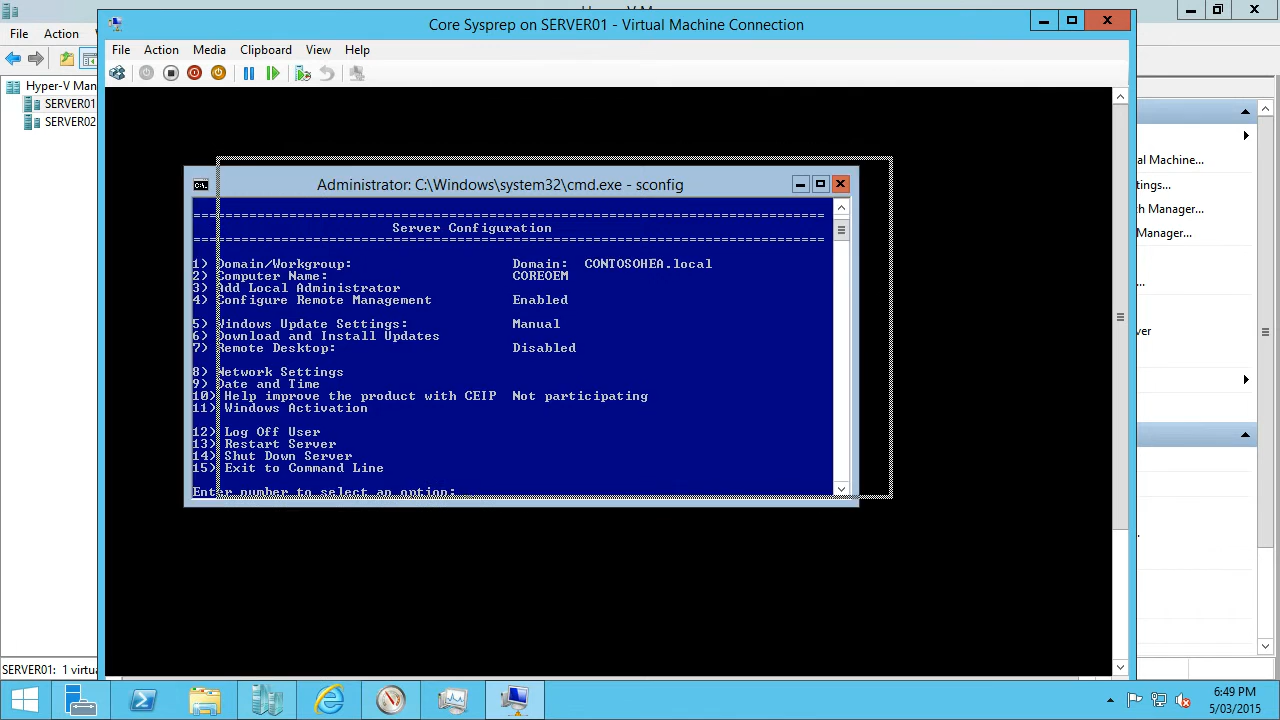 Core Sysprep on SERVER01 - Virtual Machine Connection
File Action
File Action Media Clipboard View Help
Hyper-V Man
SERVER01
SERVER02
al Machine...
ttings...
ch Manager...
Manager...
erver
Administrator: C:\Windows\system32\cmd.exe - sconfig
===============================================================================
Server Configuration
===============================================================================
1) Domain/Workgroup: Domain: CONTOSOHEA.local
2) Computer Name: COREOEM
3) Add Local Administrator
4) Configure Remote Management Enabled
5) Windows Update Settings: Manual
6) Download and Install Updates
7) Remote Desktop: Disabled
8) Network Settings
9) Date and Time
10) Help improve the product with CEIP Not participating
11) Windows Activation
12) Log Off User
13) Restart Server
14) Shut Down Server
15) Exit to Command Line
Enter number to select an option:
SERVER01: 1 virtua
6:49 PM
5/03/2015